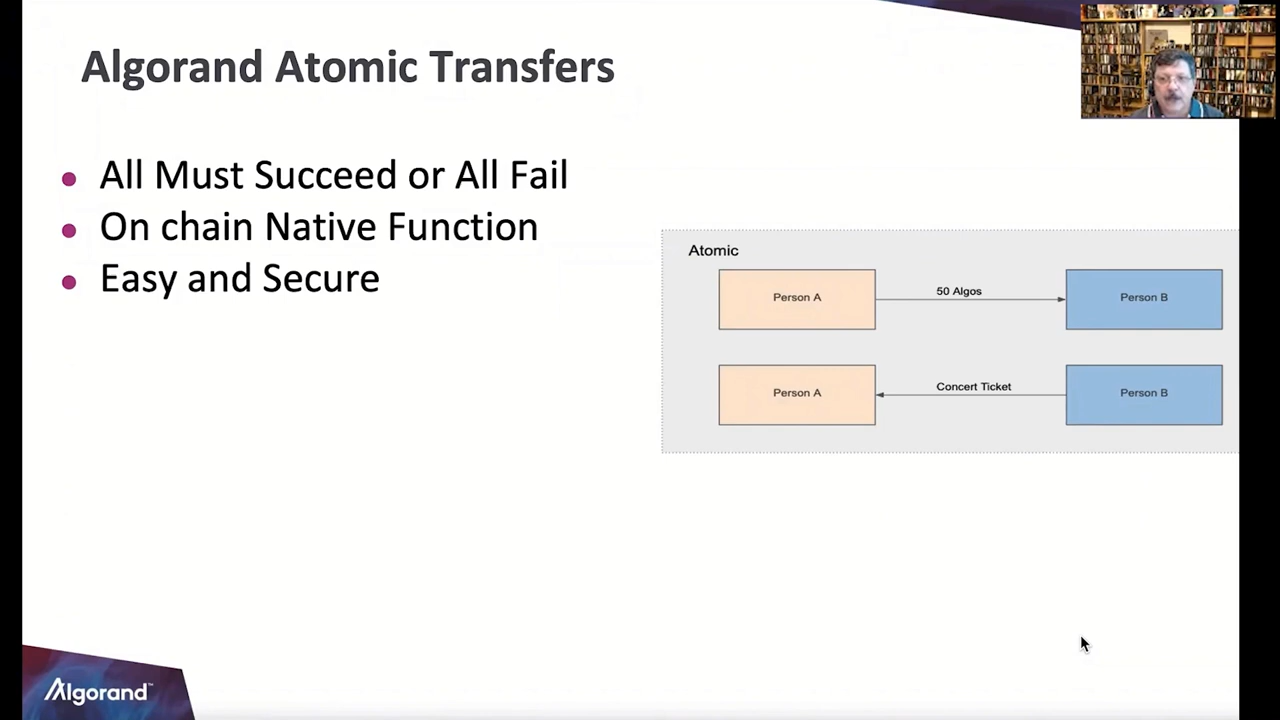 Algorand Atomic Transfers
All Must Succeed or All Fail
On chain Native Function
Easy and Secure
Atomic
Person A
50 Algos
Person B
Person A
Concert Ticket
Person B
Algorand™